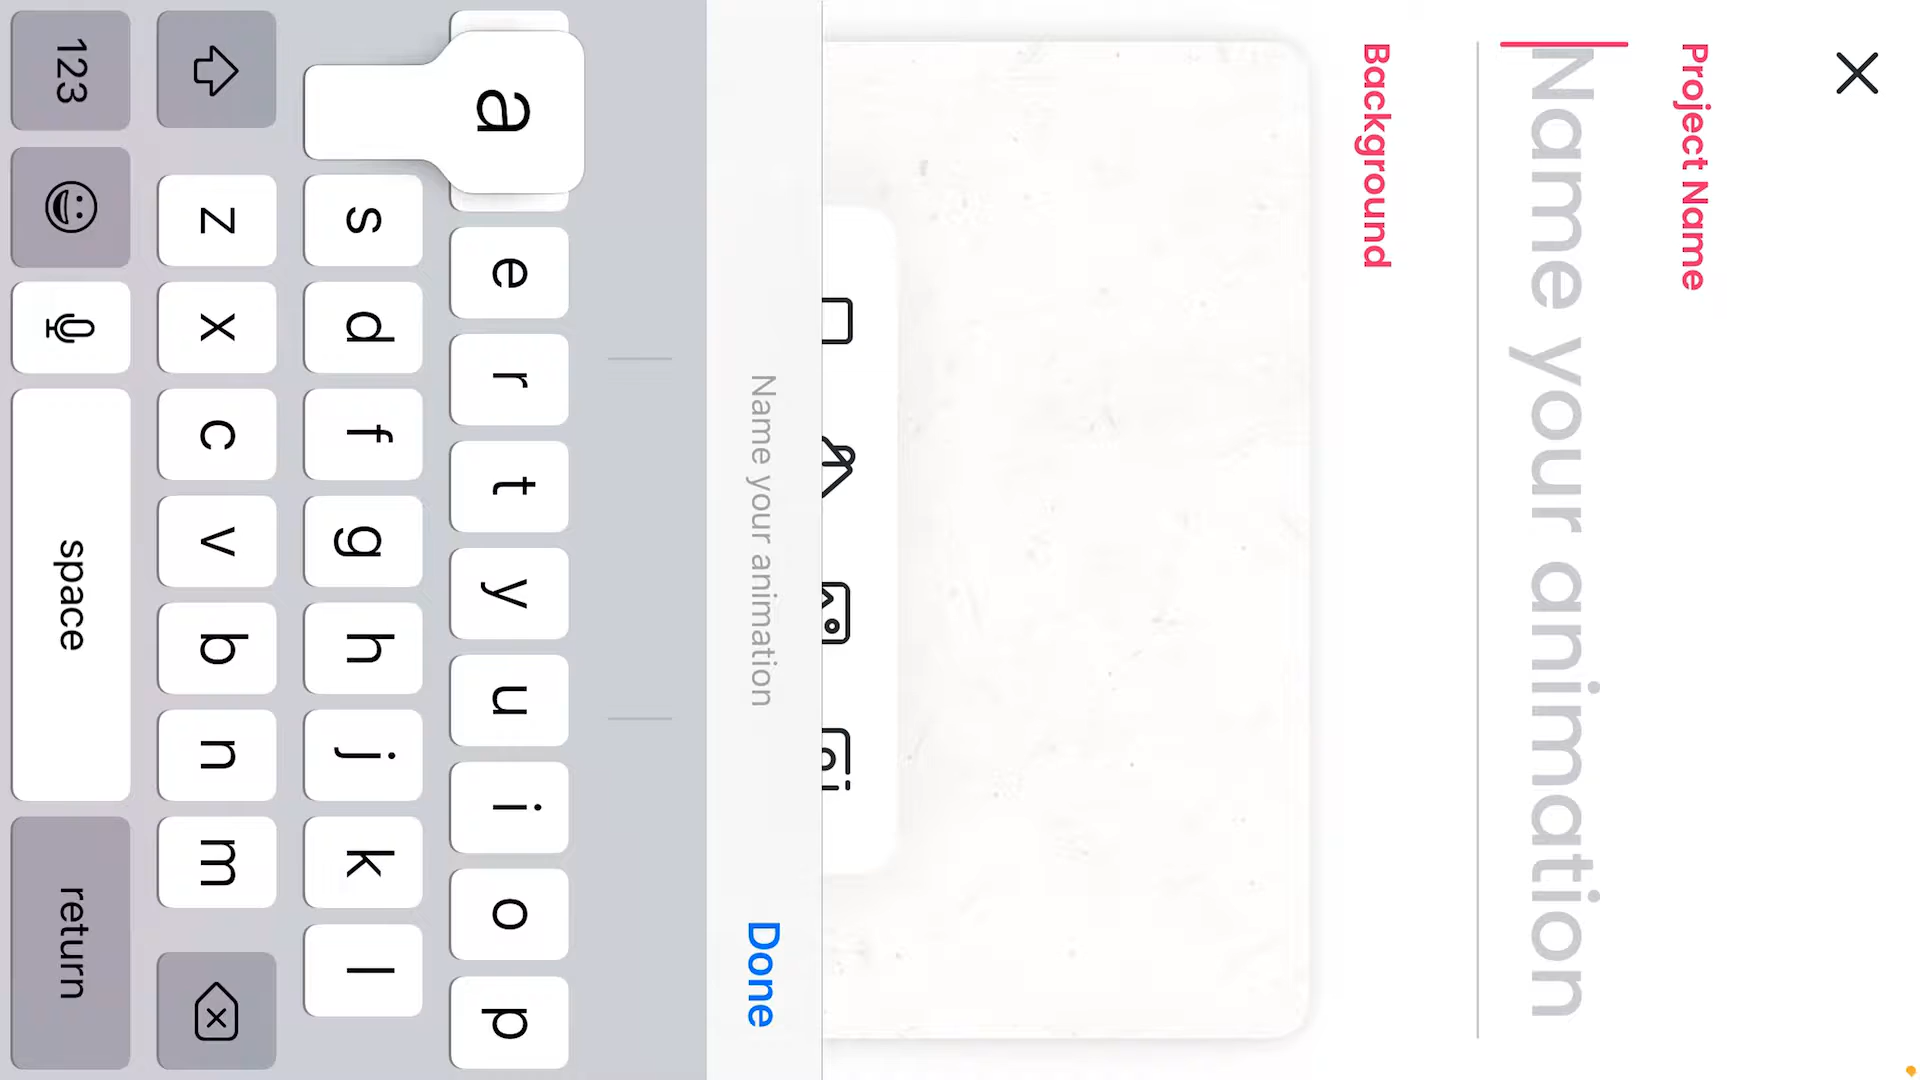 Project Name
Name your animation
Background
Name your animation
Done
a
e r t y u i o p
s d f g h j k l
z x c v b n m
123
space
return